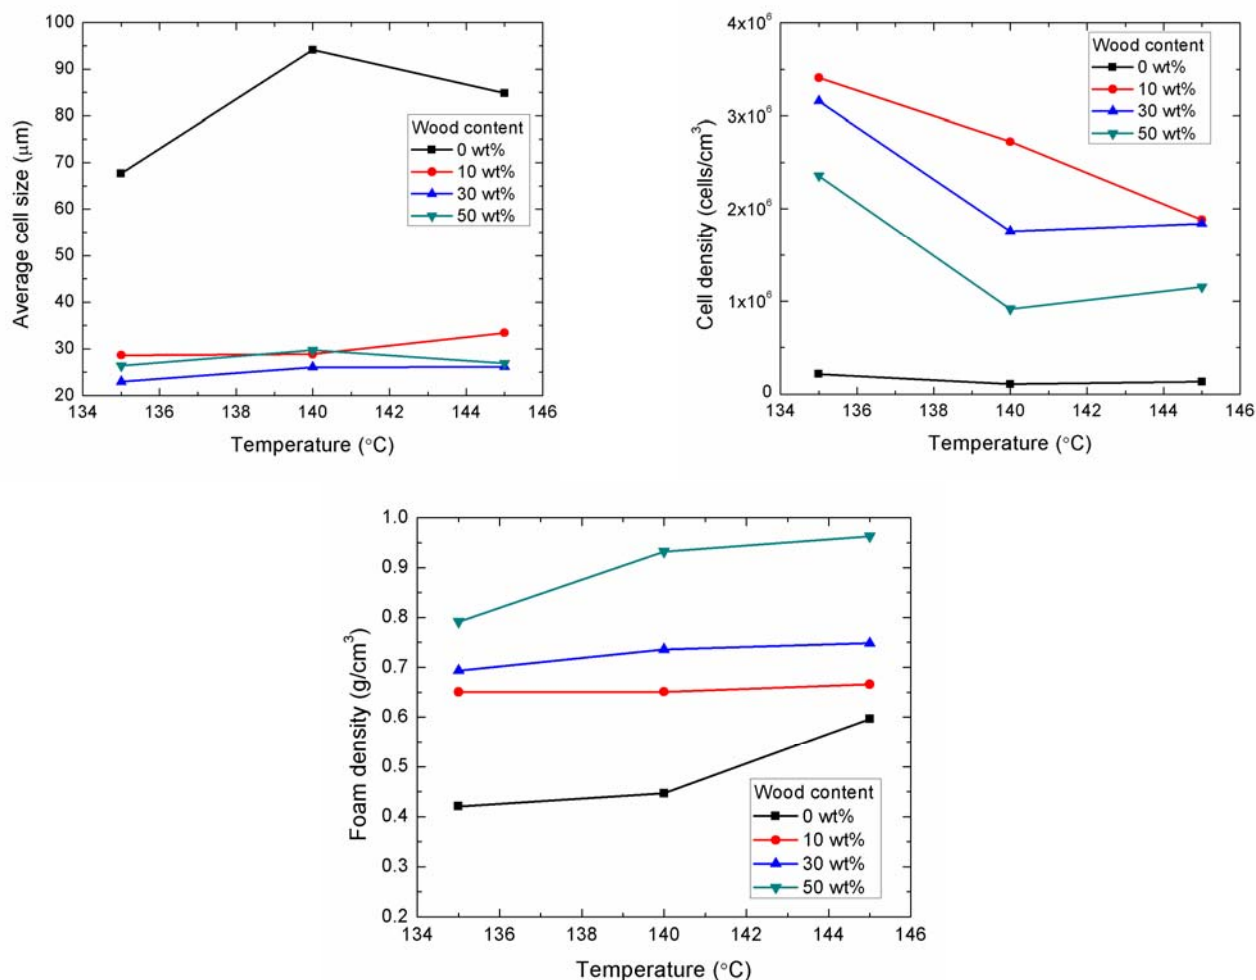 100
90
80
70
60
50
40
30
20
134 136 138 140 142 144 146
Average cell size (μm)
Temperature (°C)
Wood content
0 wt%
10 wt%
30 wt%
50 wt%
4x10⁶
3x10⁶
2x10⁶
1x10⁶
0
134 136 138 140 142 144 146
Cell density (cells/cm³)
Temperature (°C)
Wood content
0 wt%
10 wt%
30 wt%
50 wt%
1.0
0.9
0.8
0.7
0.6
0.5
0.4
0.3
0.2
134 136 138 140 142 144 146
Foam density (g/cm³)
Temperature (°C)
Wood content
0 wt%
10 wt%
30 wt%
50 wt%